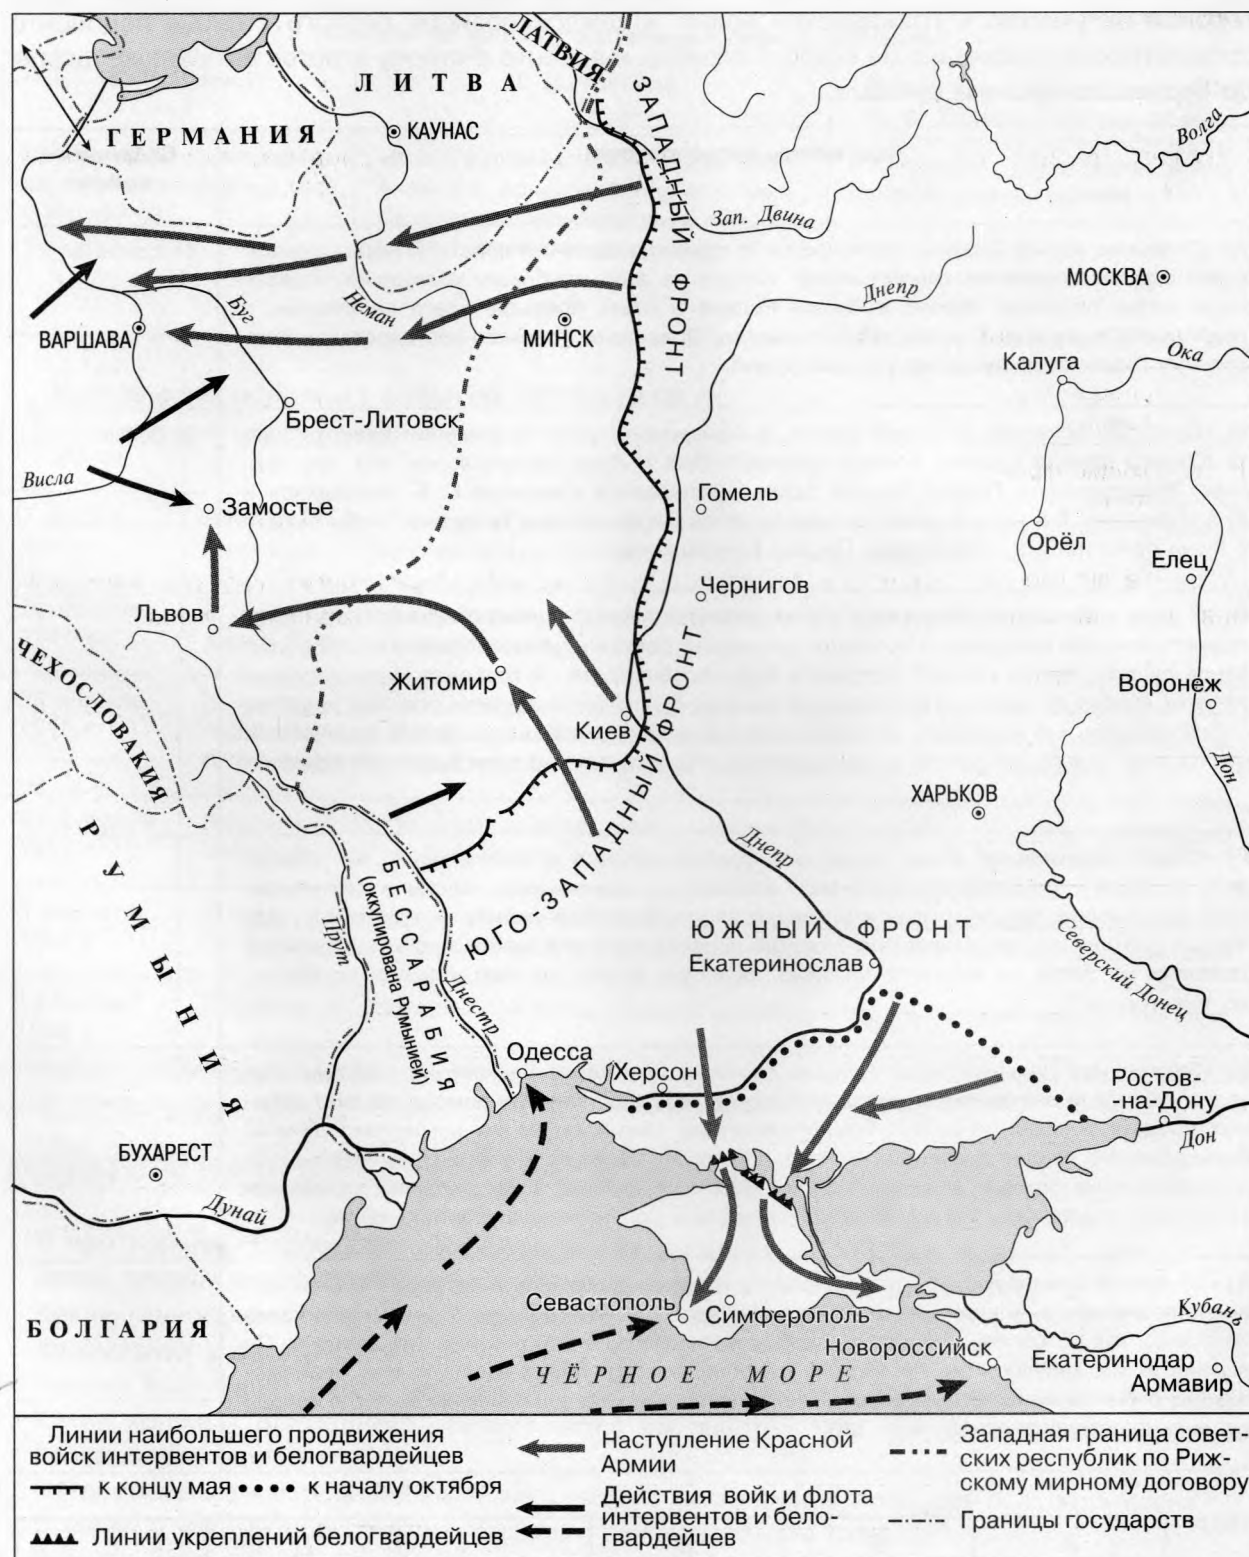 ЛАТВИЯ
ЛИТВА
ЗАПАДНЫЙ ФРОНТ
Волга
ГЕРМАНИЯ
КАУНАС
Зап. Двина
МОСКВА
Днепр
Буг
Неман
ВАРШАВА
МИНСК
Ока
Калуга
Брест-Литовск
Висла
Замостье
Гомель
Орёл
Елец
Чернигов
Львов
ЧЕХОСЛОВАКИЯ
Житомир
Воронеж
Киев
Дон
ХАРЬКОВ
РУМЫНИЯ
Днепр
БЕССАРАБИЯ
(оккупирована Румынией)
ЮГО-ЗАПАДНЫЙ ФРОНТ
Прут
Днестр
ЮЖНЫЙ ФРОНТ
Екатеринослав
Северский Донец
Одесса
Херсон
Ростов-
-на-Дону
Дон
БУХАРЕСТ
Дунай
Севастополь
Симферополь
БОЛГАРИЯ
Новороссийск
Кубань
Екатеринодар
Армавир
ЧЁРНОЕ МОРЕ
Линии наибольшего продвижения
войск интервентов и белогвардейцев
к концу мая
к началу октября
Линии укреплений белогвардейцев
Наступление Красной
Армии
Действия войк и флота
интервентов и бело-
гвардейцев
Западная граница совет-
ских республик по Риж-
скому мирному договору
Границы государств